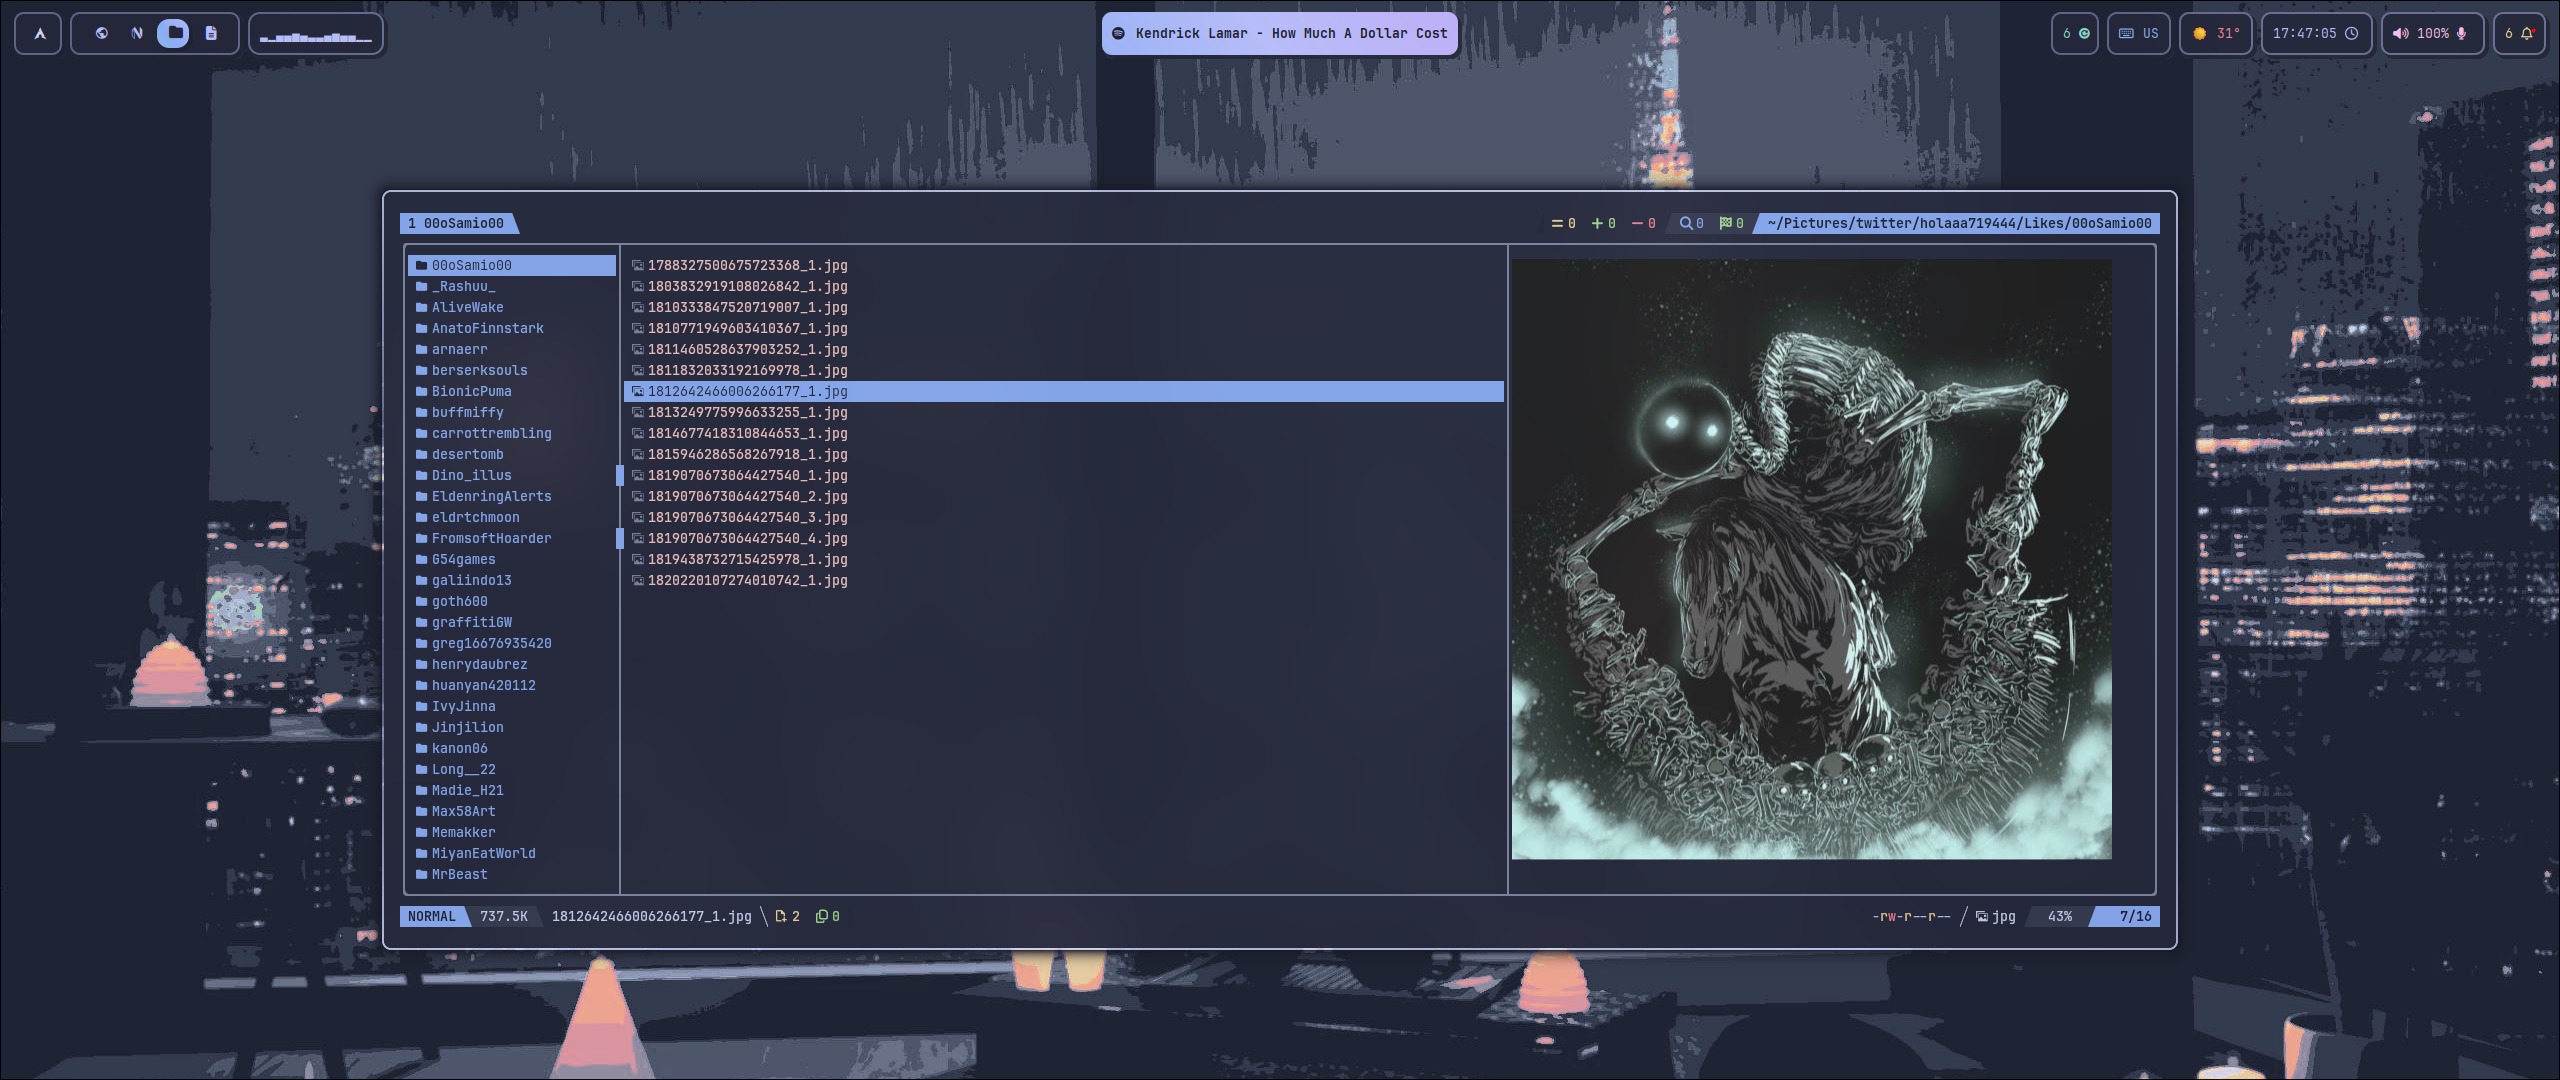 Kendrick Lamar - How Much A Dollar Cost
6
US
31°
17:47:05
100%
6
1 00oSamio00
0 0 0 0 0 ~/Pictures/twitter/holaaa719444/Likes/00oSamio00
00oSamio00
_Rashuu_
AliveWake
AnatoFinnstark
arnaerr
berserksouls
BionicPuma
buffmiffy
carrottrembling
desertomb
Dino_illus
EldenringAlerts
eldrtchmoon
FromsoftHoarder
G54games
galiindo13
goth600
graffitiGW
greg16676935420
henrydaubrez
huanyan420112
IvyJinna
Jinjilion
kanon06
Long__22
Madie_H21
Max58Art
Memakker
MiyanEatWorld
MrBeast
1788327500675723368_1.jpg
1803832919108026842_1.jpg
1810333847520719007_1.jpg
1810771949603410367_1.jpg
1811460528637903252_1.jpg
1811832033192169978_1.jpg
1812642466006266177_1.jpg
1813249775996633255_1.jpg
1814677418310844653_1.jpg
1815946286568267918_1.jpg
1819070673064427540_1.jpg
1819070673064427540_2.jpg
1819070673064427540_3.jpg
1819070673064427540_4.jpg
1819438732715425978_1.jpg
1820220107274010742_1.jpg
NORMAL 737.5K 1812642466006266177_1.jpg 2 0
-rw-r--r-- jpg 43% 7/16